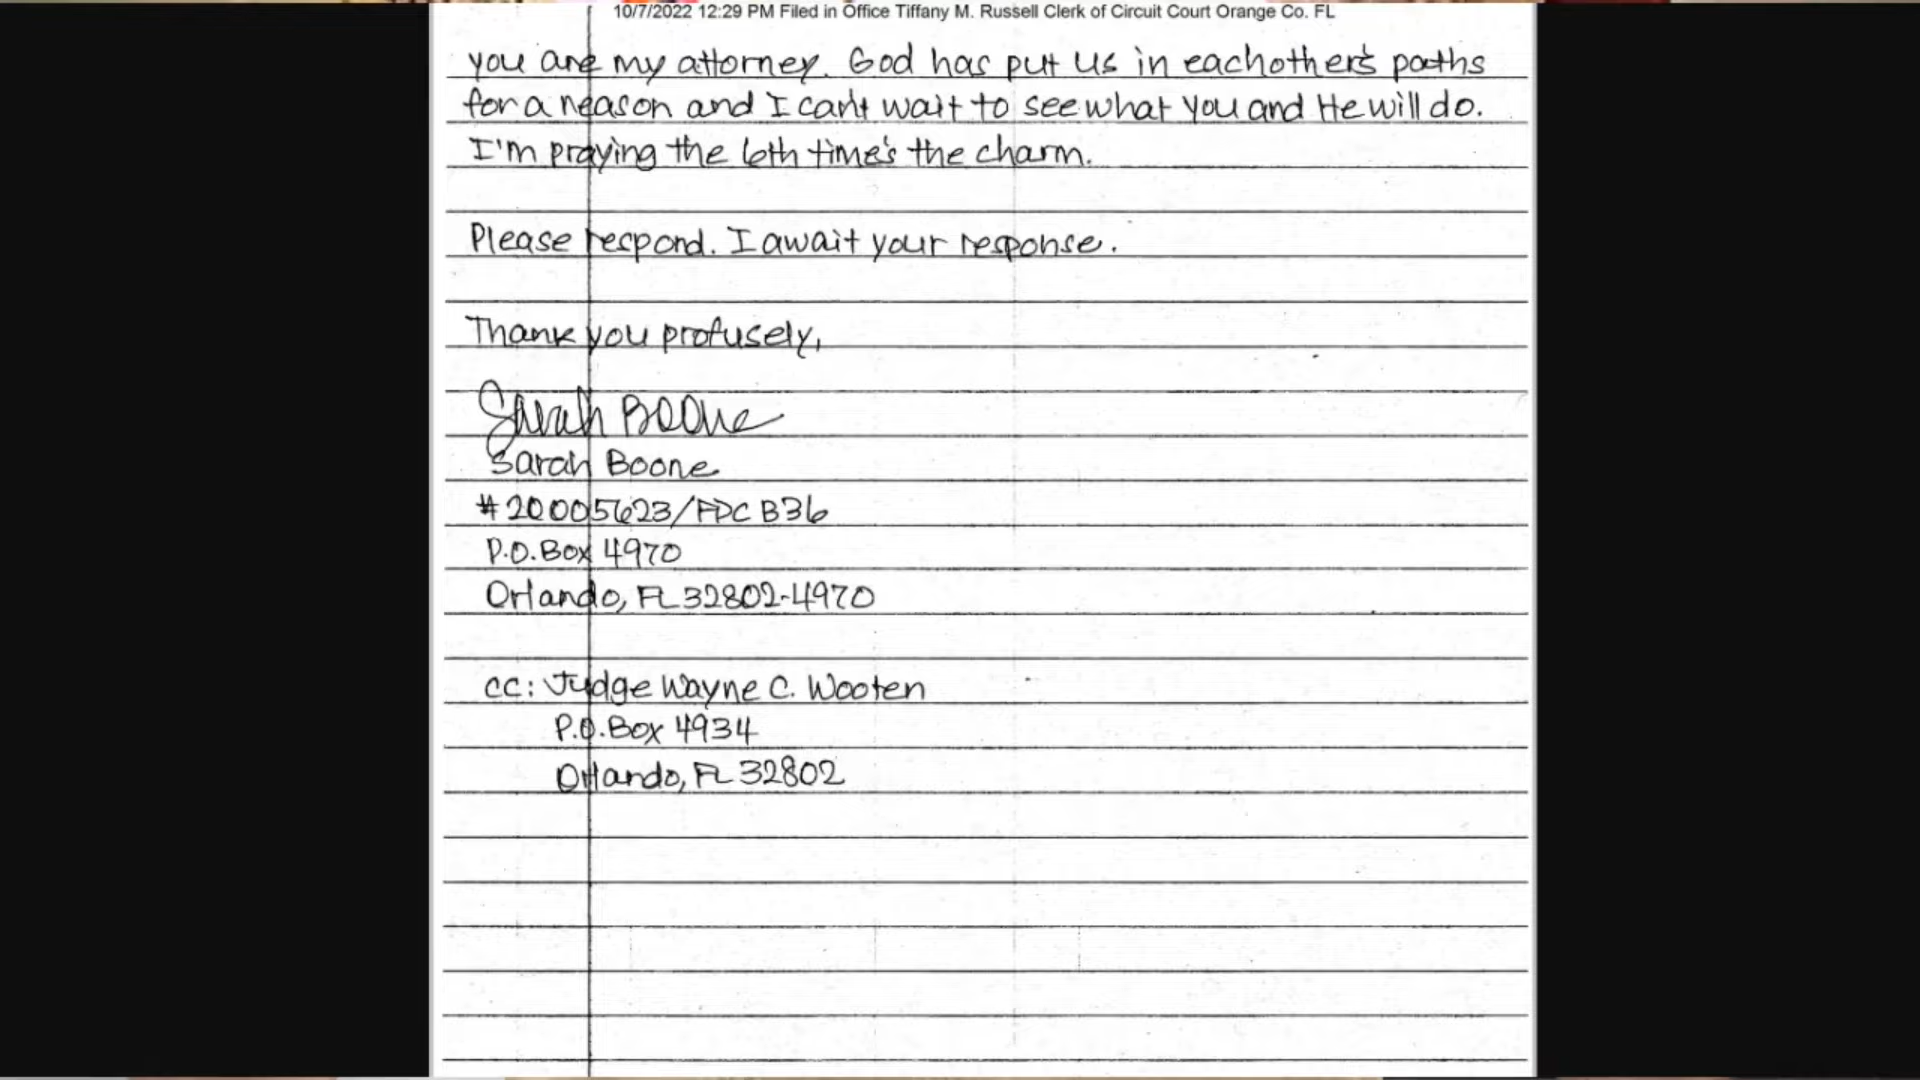 10/7/2022 12:29 PM Filed in Office Tiffany M. Russell Clerk of Circuit Court Orange Co. FL
you are my attorney. God has put us in eachother's paths
for a reason and I can't wait to see what you and He will do.
I'm praying the 6th time's the charm.
Please respond. I await your response.
Thank you profusely,
Sarah Boone
Sarah Boone
#20005623/FDC B36
P.O. Box 4970
Orlando, FL 32802-4970
cc: Judge Wayne C. Wooten
P.O. Box 4934
Orlando, FL 32802